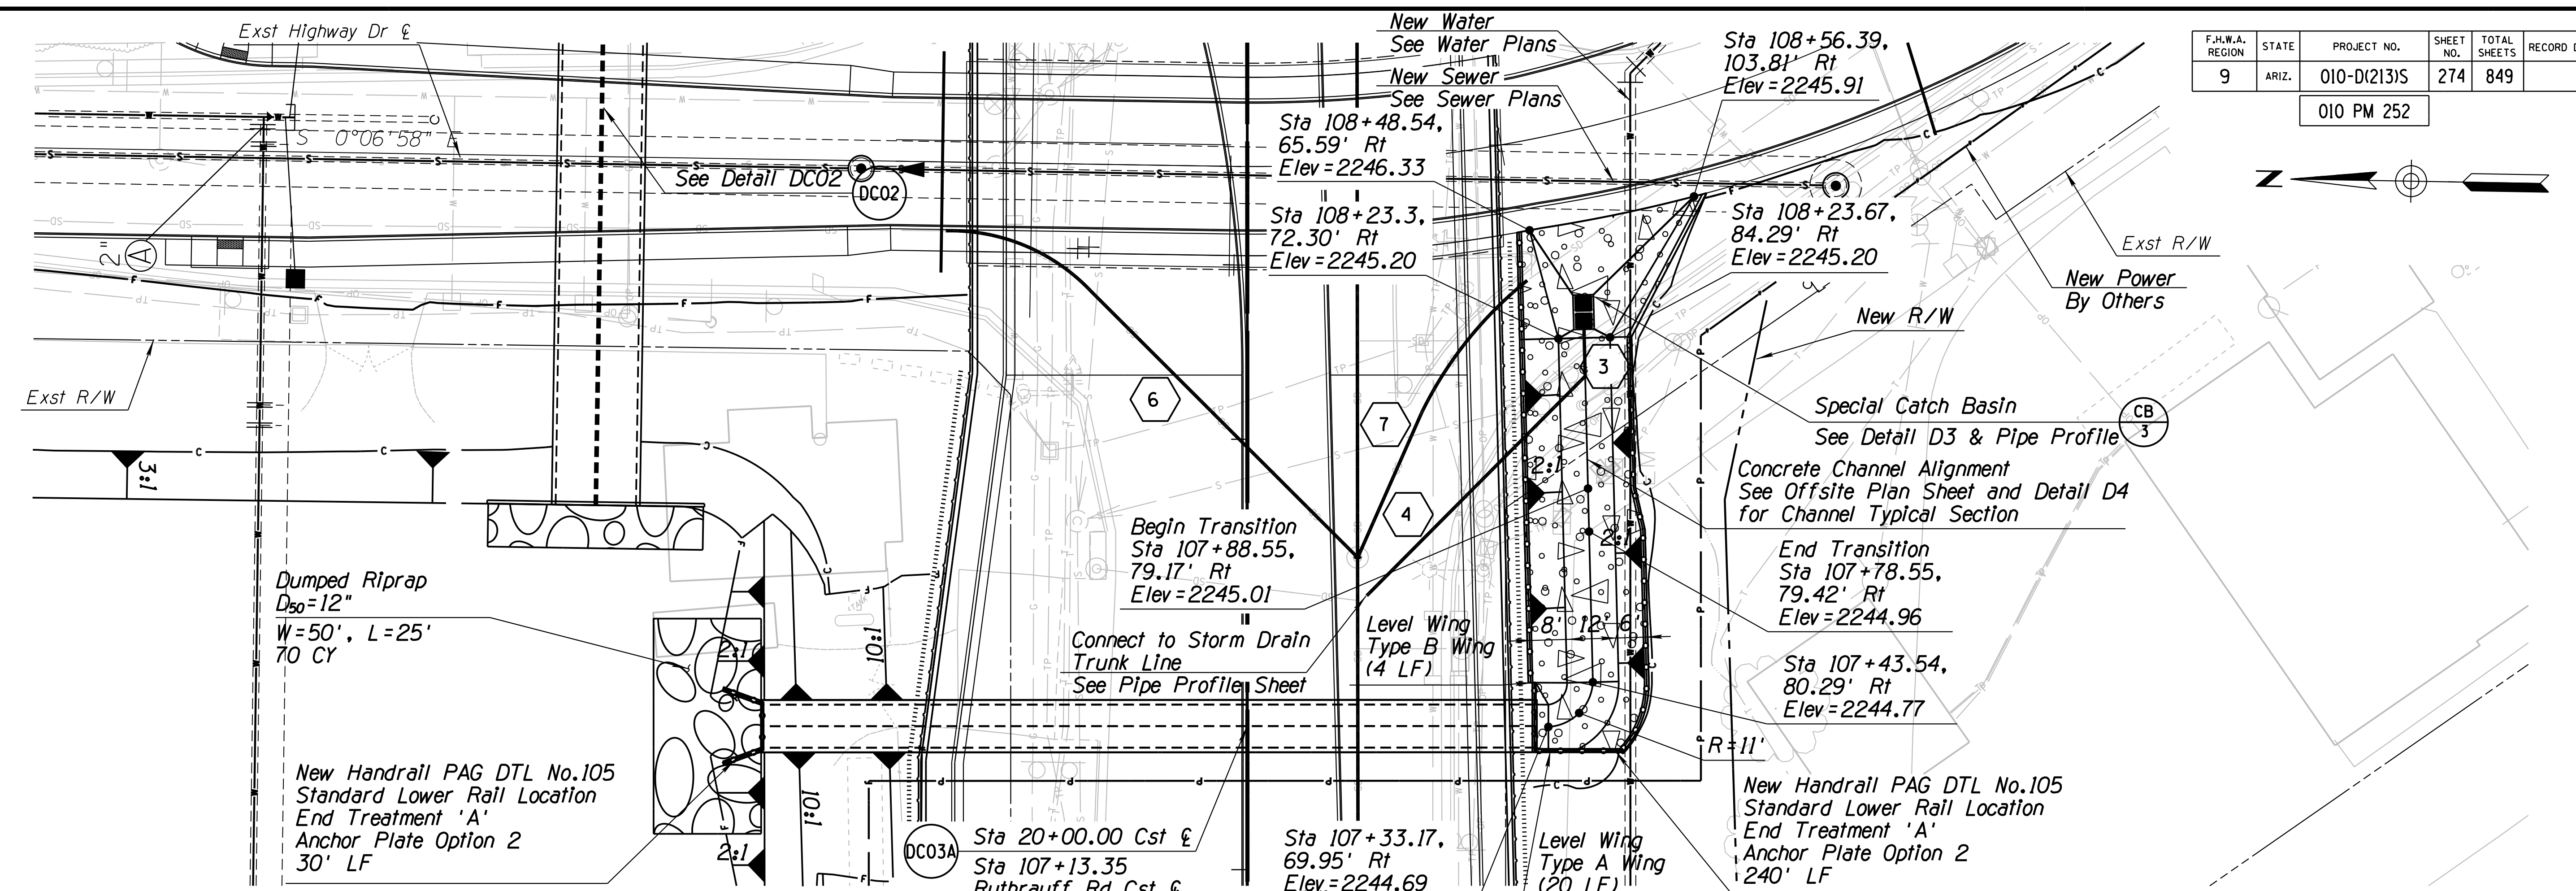 Exst Highway Dr ℄
New Water
See Water Plans
New Sewer
See Sewer Plans
Sta 108+56.39,
103.81' Rt
Elev=2245.91
F.H.W.A. REGION
STATE
PROJECT NO.
SHEET NO.
TOTAL SHEETS
RECORD D
9
ARIZ.
010-D(213)S
274
849
010 PM 252
S 0°06'58" E
See Detail DC02
DC02
Sta 108+48.54,
65.59' Rt
Elev=2246.33
Sta 108+23.3,
72.30' Rt
Elev=2245.20
Sta 108+23.67,
84.29' Rt
Elev=2245.20
N
Exst R/W
New Power
By Others
New R/W
2"
A
Exst R/W
6
7
3
4
Special Catch Basin
See Detail D3 & Pipe Profile
CB
3
Concrete Channel Alignment
See Offsite Plan Sheet and Detail D4
for Channel Typical Section
3:1
2:1
2:1
Begin Transition
Sta 107+88.55,
79.17' Rt
Elev=2245.01
End Transition
Sta 107+78.55,
79.42' Rt
Elev=2244.96
Dumped Riprap
D50=12"
W=50', L=25'
70 CY
TANK
2:1
10:1
Connect to Storm Drain
Trunk Line
See Pipe Profile Sheet
Level Wing
Type B Wing
(4 LF)
8' 12' 6'
Sta 107+43.54,
80.29' Rt
Elev=2244.77
R=11'
New Handrail PAG DTL No.105
Standard Lower Rail Location
End Treatment 'A'
Anchor Plate Option 2
30' LF
2:1
10:1
DC03A
Sta 20+00.00 Cst ℄
Sta 107+13.35
Ruthrauff Rd Cst ℄
Sta 107+33.17,
69.95' Rt
Elev=2244.69
Level Wing
Type A Wing
(20 LF)
New Handrail PAG DTL No.105
Standard Lower Rail Location
End Treatment 'A'
Anchor Plate Option 2
240' LF